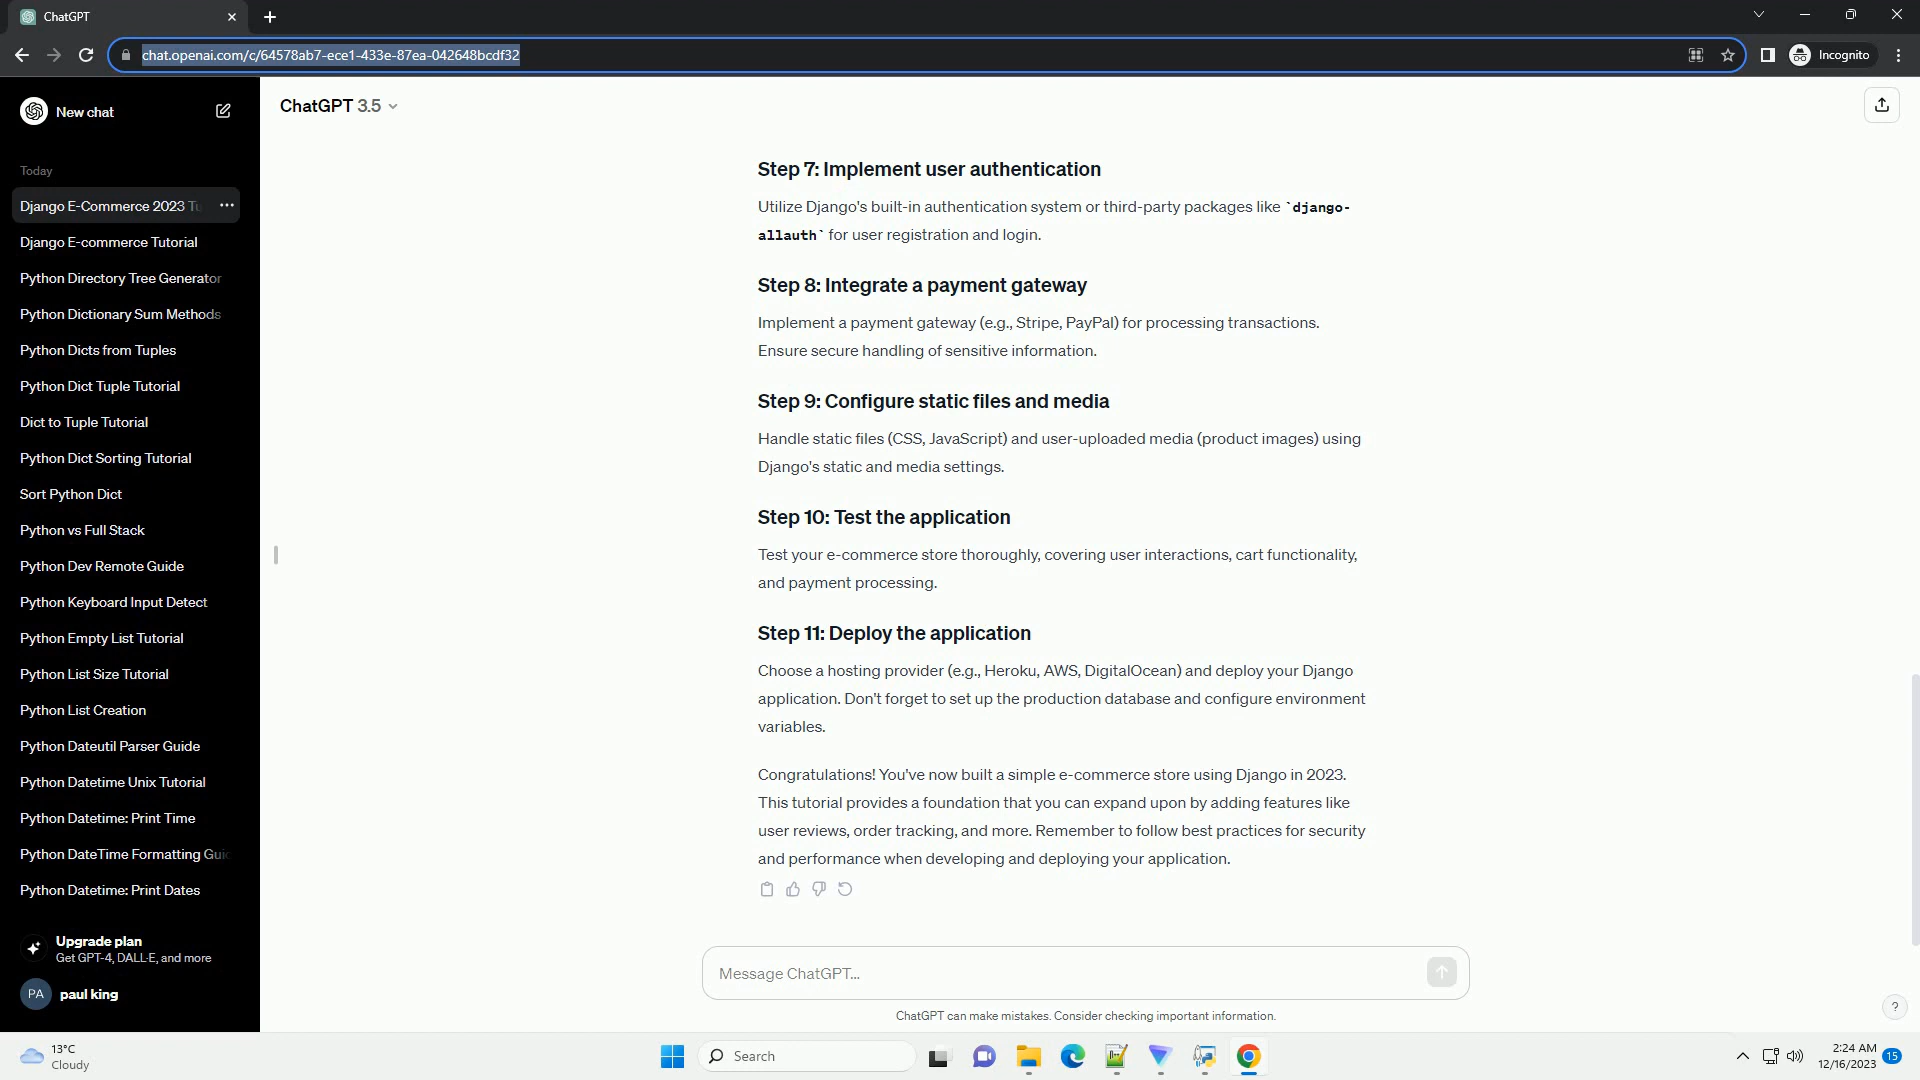 ChatGPT
chat.openai.com/c/64578ab7-ece1-433e-87ea-042648bcdf32
Incognito
New chat
Today
Django E-Commerce 2023 Tu
Django E-commerce Tutorial
Python Directory Tree Generator
Python Dictionary Sum Methods
Python Dicts from Tuples
Python Dict Tuple Tutorial
Dict to Tuple Tutorial
Python Dict Sorting Tutorial
Sort Python Dict
Python vs Full Stack
Python Dev Remote Guide
Python Keyboard Input Detect
Python Empty List Tutorial
Python List Size Tutorial
Python List Creation
Python Dateutil Parser Guide
Python Datetime Unix Tutorial
Python Datetime: Print Time
Python DateTime Formatting Gui
Python Datetime: Print Dates
Upgrade plan
Get GPT-4, DALL·E, and more
PA
paul king
ChatGPT 3.5
Step 7: Implement user authentication
Utilize Django's built-in authentication system or third-party packages like `django-
allauth` for user registration and login.
Step 8: Integrate a payment gateway
Implement a payment gateway (e.g., Stripe, PayPal) for processing transactions.
Ensure secure handling of sensitive information.
Step 9: Configure static files and media
Handle static files (CSS, JavaScript) and user-uploaded media (product images) using
Django's static and media settings.
Step 10: Test the application
Test your e-commerce store thoroughly, covering user interactions, cart functionality,
and payment processing.
Step 11: Deploy the application
Choose a hosting provider (e.g., Heroku, AWS, DigitalOcean) and deploy your Django
application. Don't forget to set up the production database and configure environment
variables.
Congratulations! You've now built a simple e-commerce store using Django in 2023.
This tutorial provides a foundation that you can expand upon by adding features like
user reviews, order tracking, and more. Remember to follow best practices for security
and performance when developing and deploying your application.
Message ChatGPT...
ChatGPT can make mistakes. Consider checking important information.
?
13°C
Cloudy
Search
2:24 AM
12/16/2023
15